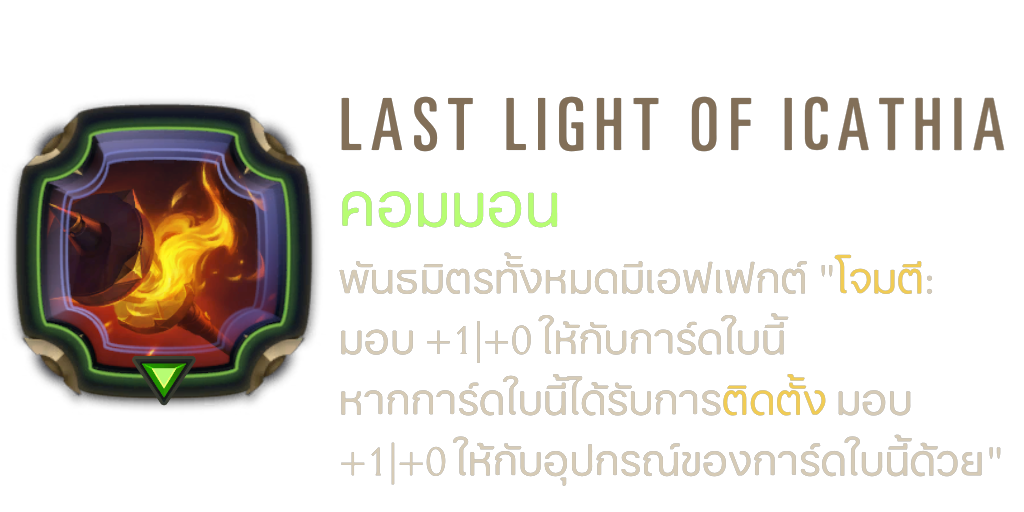 LAST LIGHT OF ICATHIA
คอมมอน
พันธมิตรทั้งหมดมีเอฟเฟกต์ "โจมตี:
มอบ +1|+0 ให้กับการ์ดใบนี้
หากการ์ดใบนี้ได้รับการติดตั้ง มอบ
+1|+0 ให้กับอุปกรณ์ของการ์ดใบนี้ด้วย"